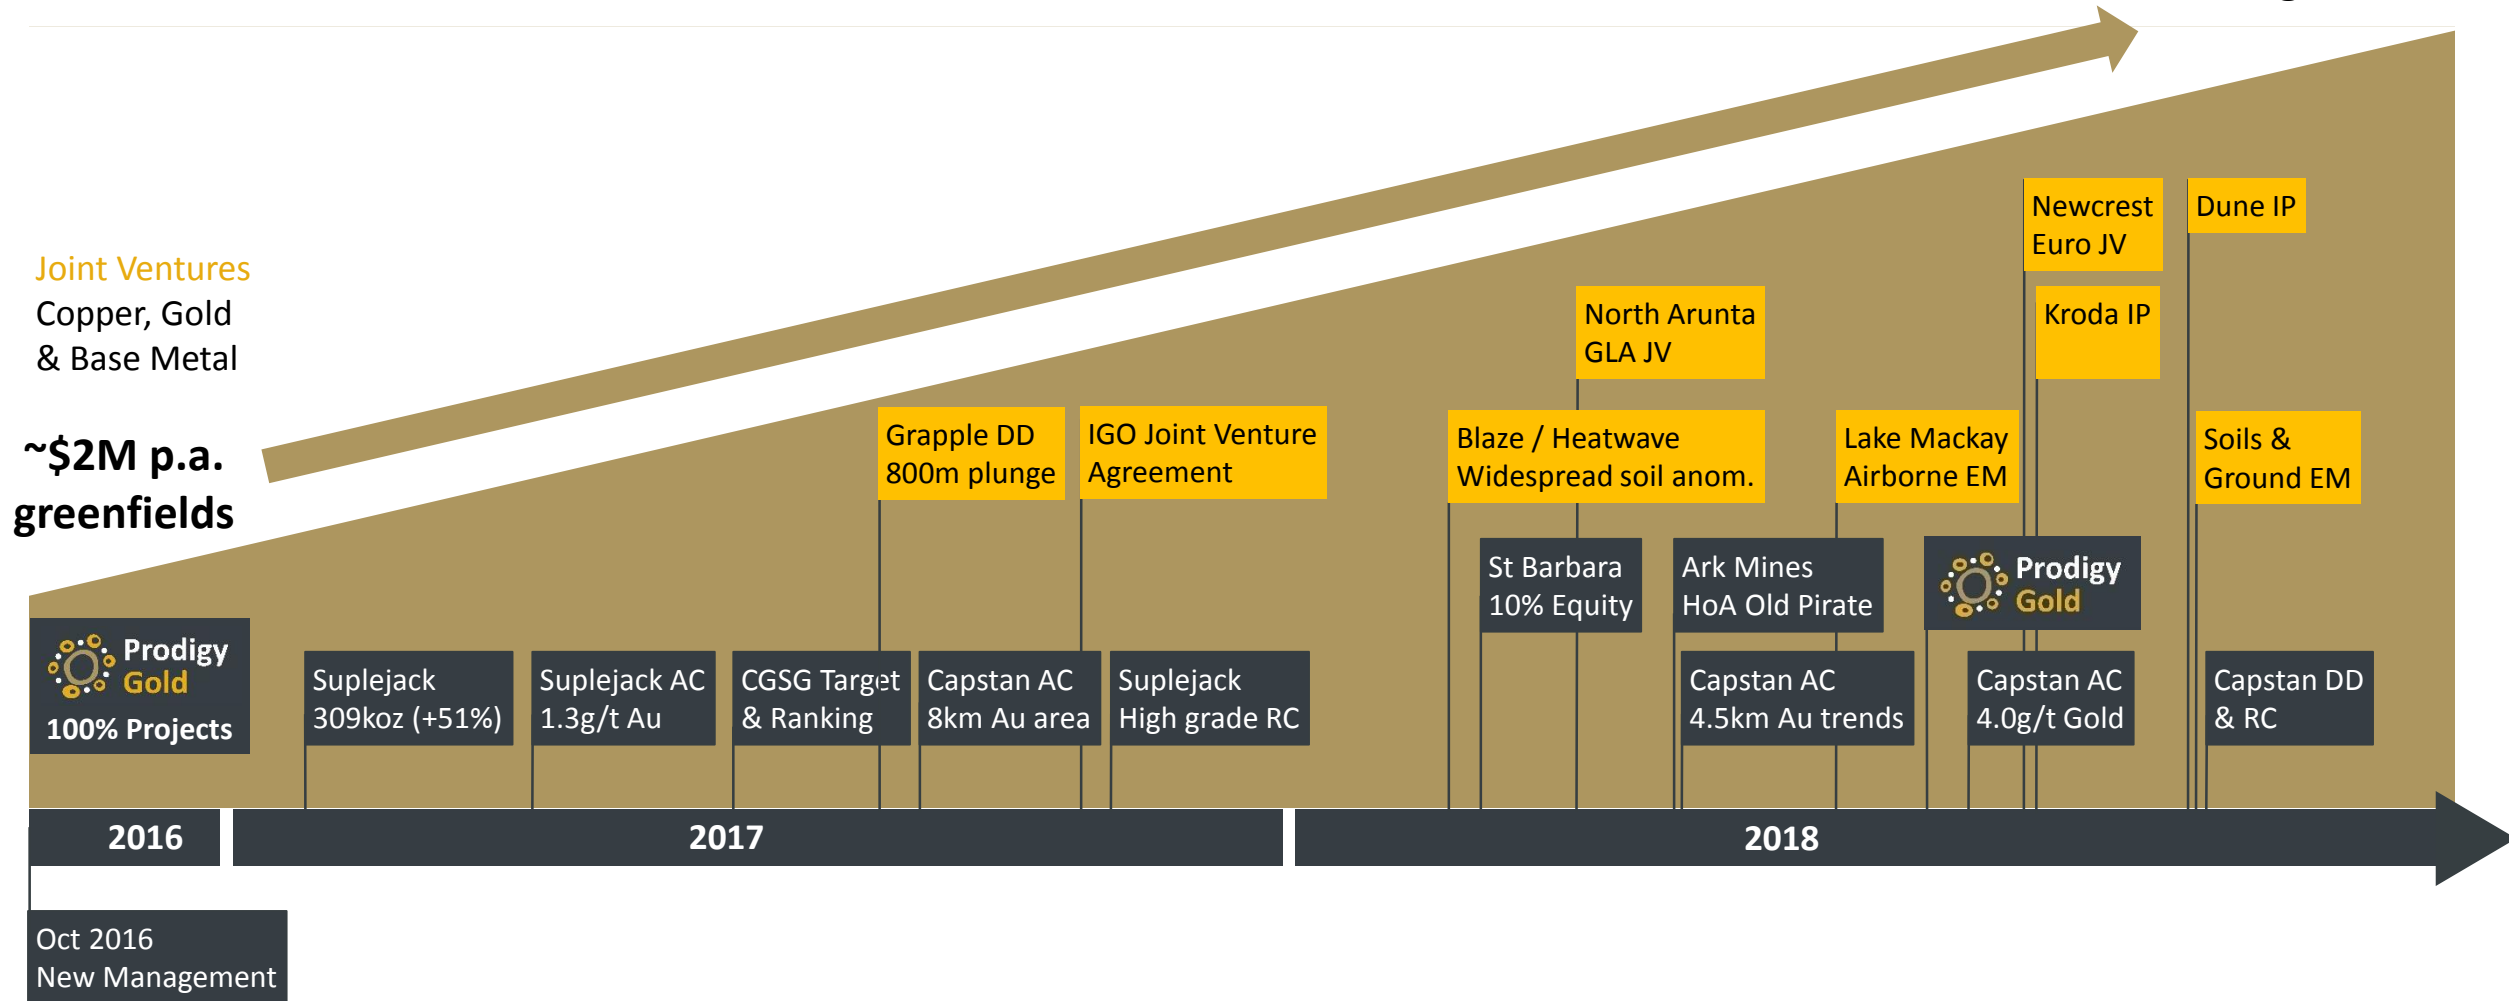 Joint Ventures
Copper, Gold
& Base Metal
~$2M p.a.
greenfields
Newcrest
Euro JV
Dune IP
North Arunta
GLA JV
Kroda IP
Grapple DD
800m plunge
IGO Joint Venture
Agreement
Blaze / Heatwave
Widespread soil anom.
Lake Mackay
Airborne EM
Soils &
Ground EM
St Barbara
10% Equity
Ark Mines
HoA Old Pirate
Prodigy
Gold
Prodigy
Gold
100% Projects
Suplejack
309koz (+51%)
Suplejack AC
1.3g/t Au
CGSG Target
& Ranking
Capstan AC
8km Au area
Suplejack
High grade RC
Capstan AC
4.5km Au trends
Capstan AC
4.0g/t Gold
Capstan DD
& RC
2016
2017
2018
Oct 2016
New Management